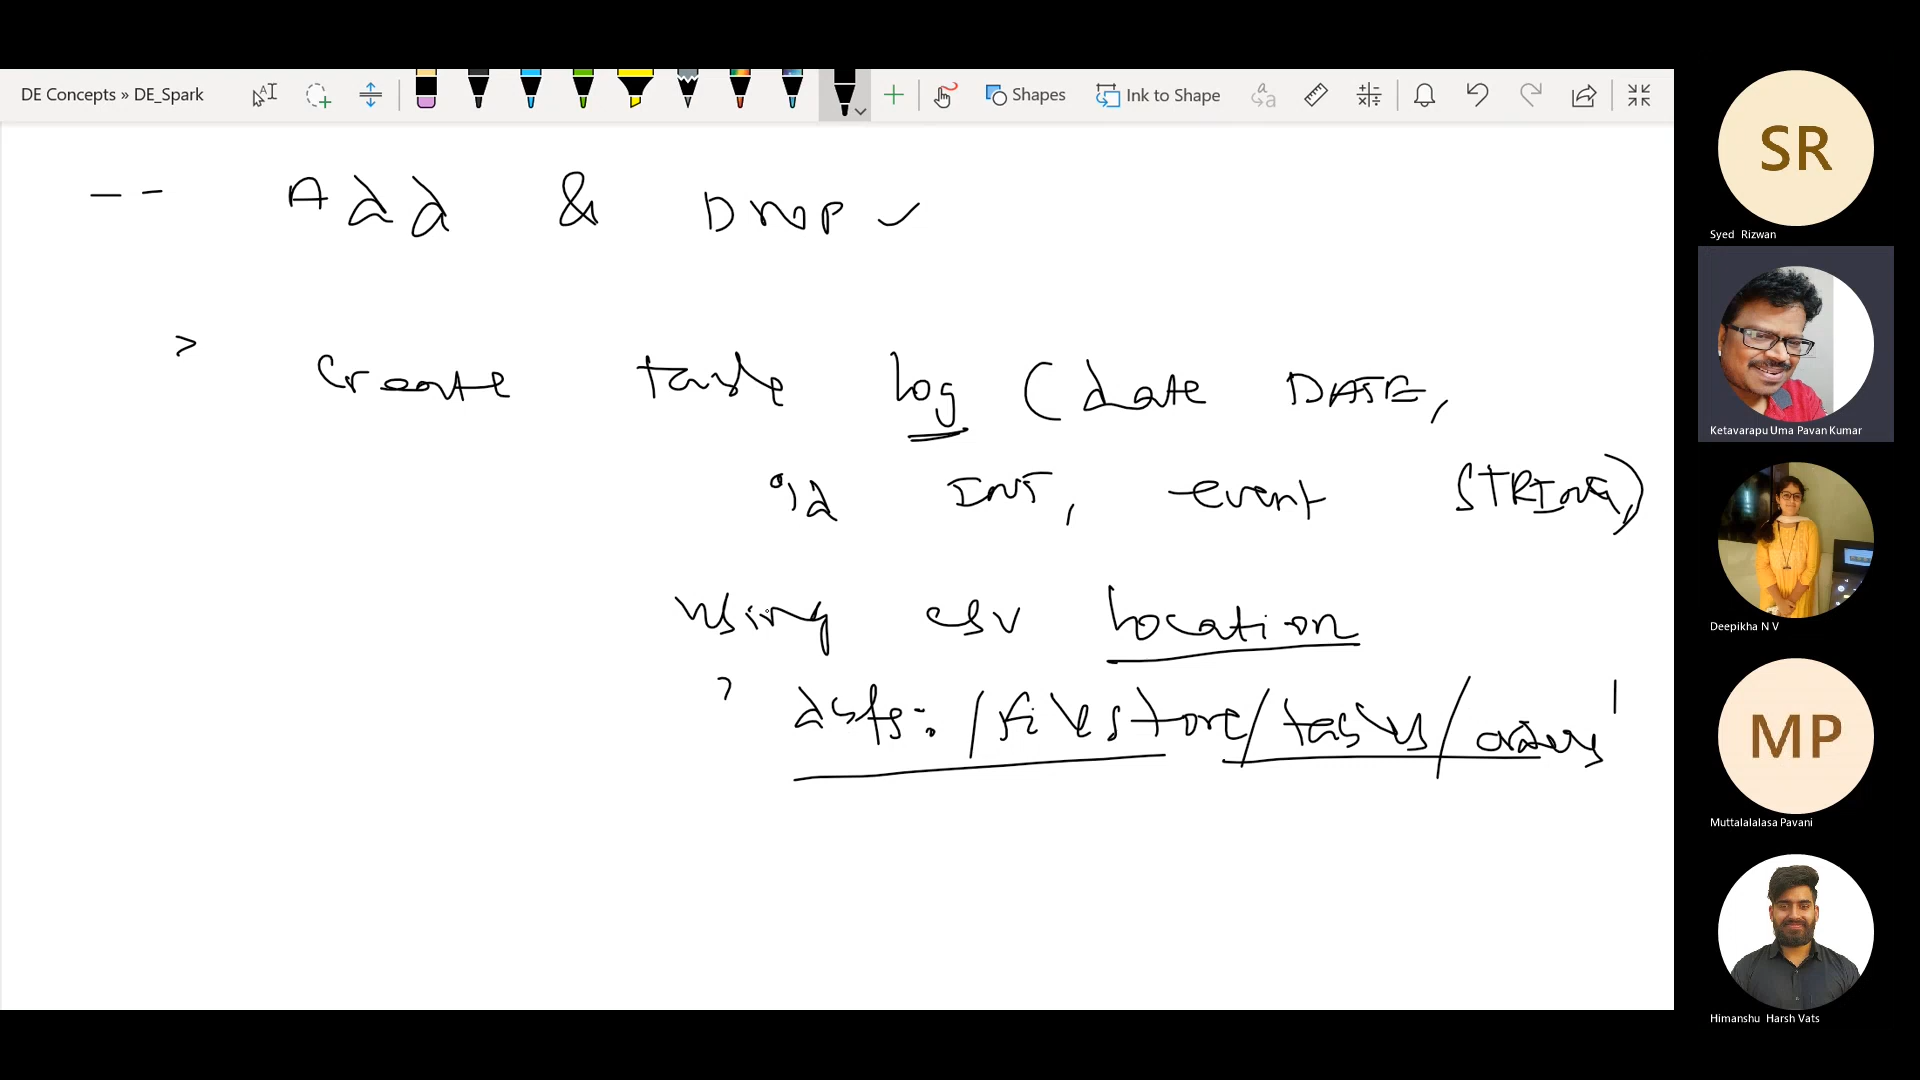 DE Concepts » DE_Spark
Shapes
Ink to Shape
-- Add & Drop ✓
> Create table log (date DATE,
id INT, event STRING)
using csv location
'dbfs:/filestore/tables/orders'
SR
Syed Rizwan
Ketavarapu Uma Pavan Kumar
Deepikha N V
MP
Muttalalalasa Pavani
Himanshu Harsh Vats